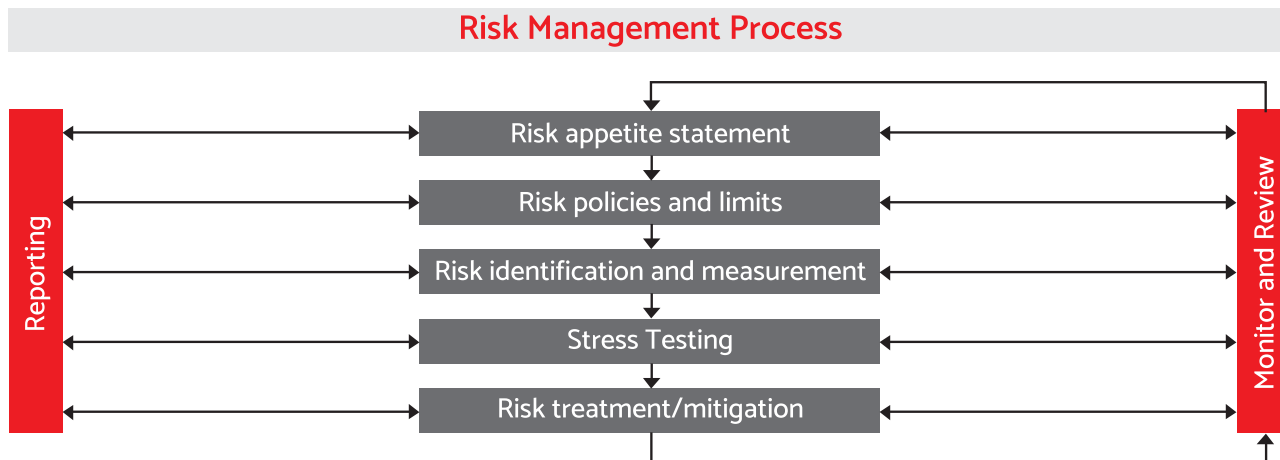 Risk Management Process
Reporting
Risk appetite statement
Risk policies and limits
Risk identification and measurement
Stress Testing
Risk treatment/mitigation
Monitor and Review